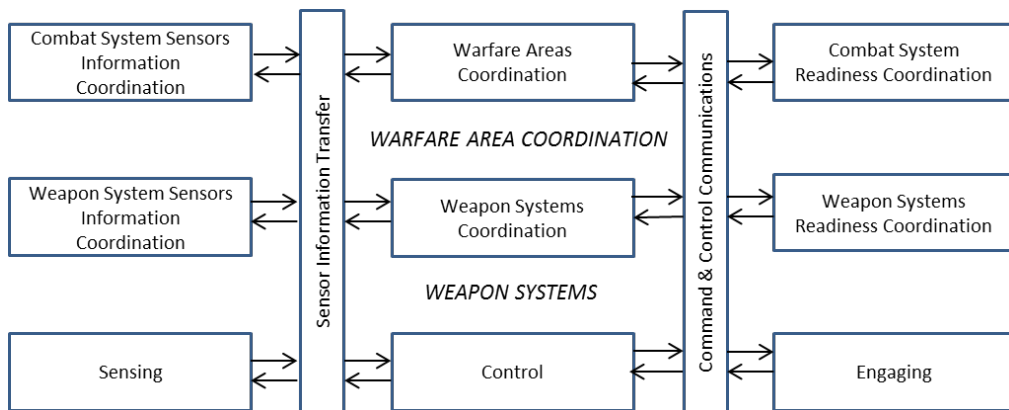 Combat System Sensors
Information
Coordination
Sensor Information Transfer
Warfare Areas
Coordination
Command & Control Communications
Combat System
Readiness Coordination
WARFARE AREA COORDINATION
Weapon System Sensors
Information
Coordination
Weapon Systems
Coordination
Weapon Systems
Readiness Coordination
WEAPON SYSTEMS
Sensing
Control
Engaging